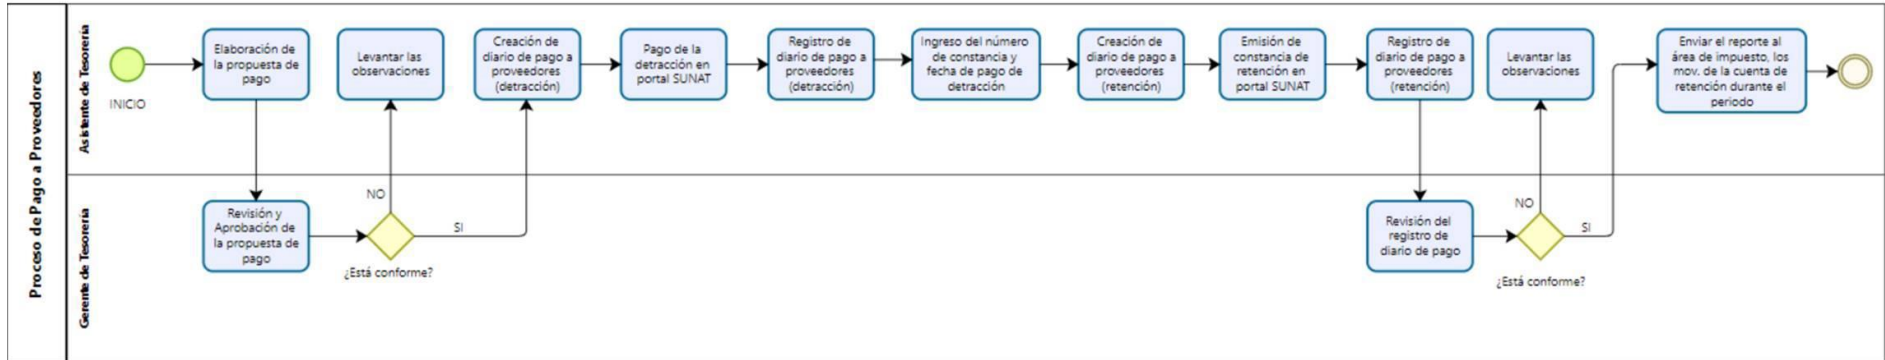 Proceso de Pago a Proveedores
Asistente de Tesorería
INICIO
Elaboración de
la propuesta de
pago
Levantar las
observaciones
Creación de
diario de pago a
proveedores
(detracción)
Pago de la
detracción en
portal SUNAT
Registro de
diario de pago a
proveedores
(detracción)
Ingreso del número
de constancia y
fecha de pago de
detracción
Creación de
diario de pago a
proveedores
(retención)
Emisión de
constancia de
retención en
portal SUNAT
Registro de
diario de pago a
proveedores
(retención)
Levantar las
observaciones
Enviar el reporte al
área de impuesto, los
mov. de la cuenta de
retención durante el
periodo
Gerente de Tesorería
Revisión y
Aprobación de
la propuesta de
pago
NO
SI
¿Está conforme?
Revisión del
registro de
diario de pago
NO
SI
¿Está conforme?